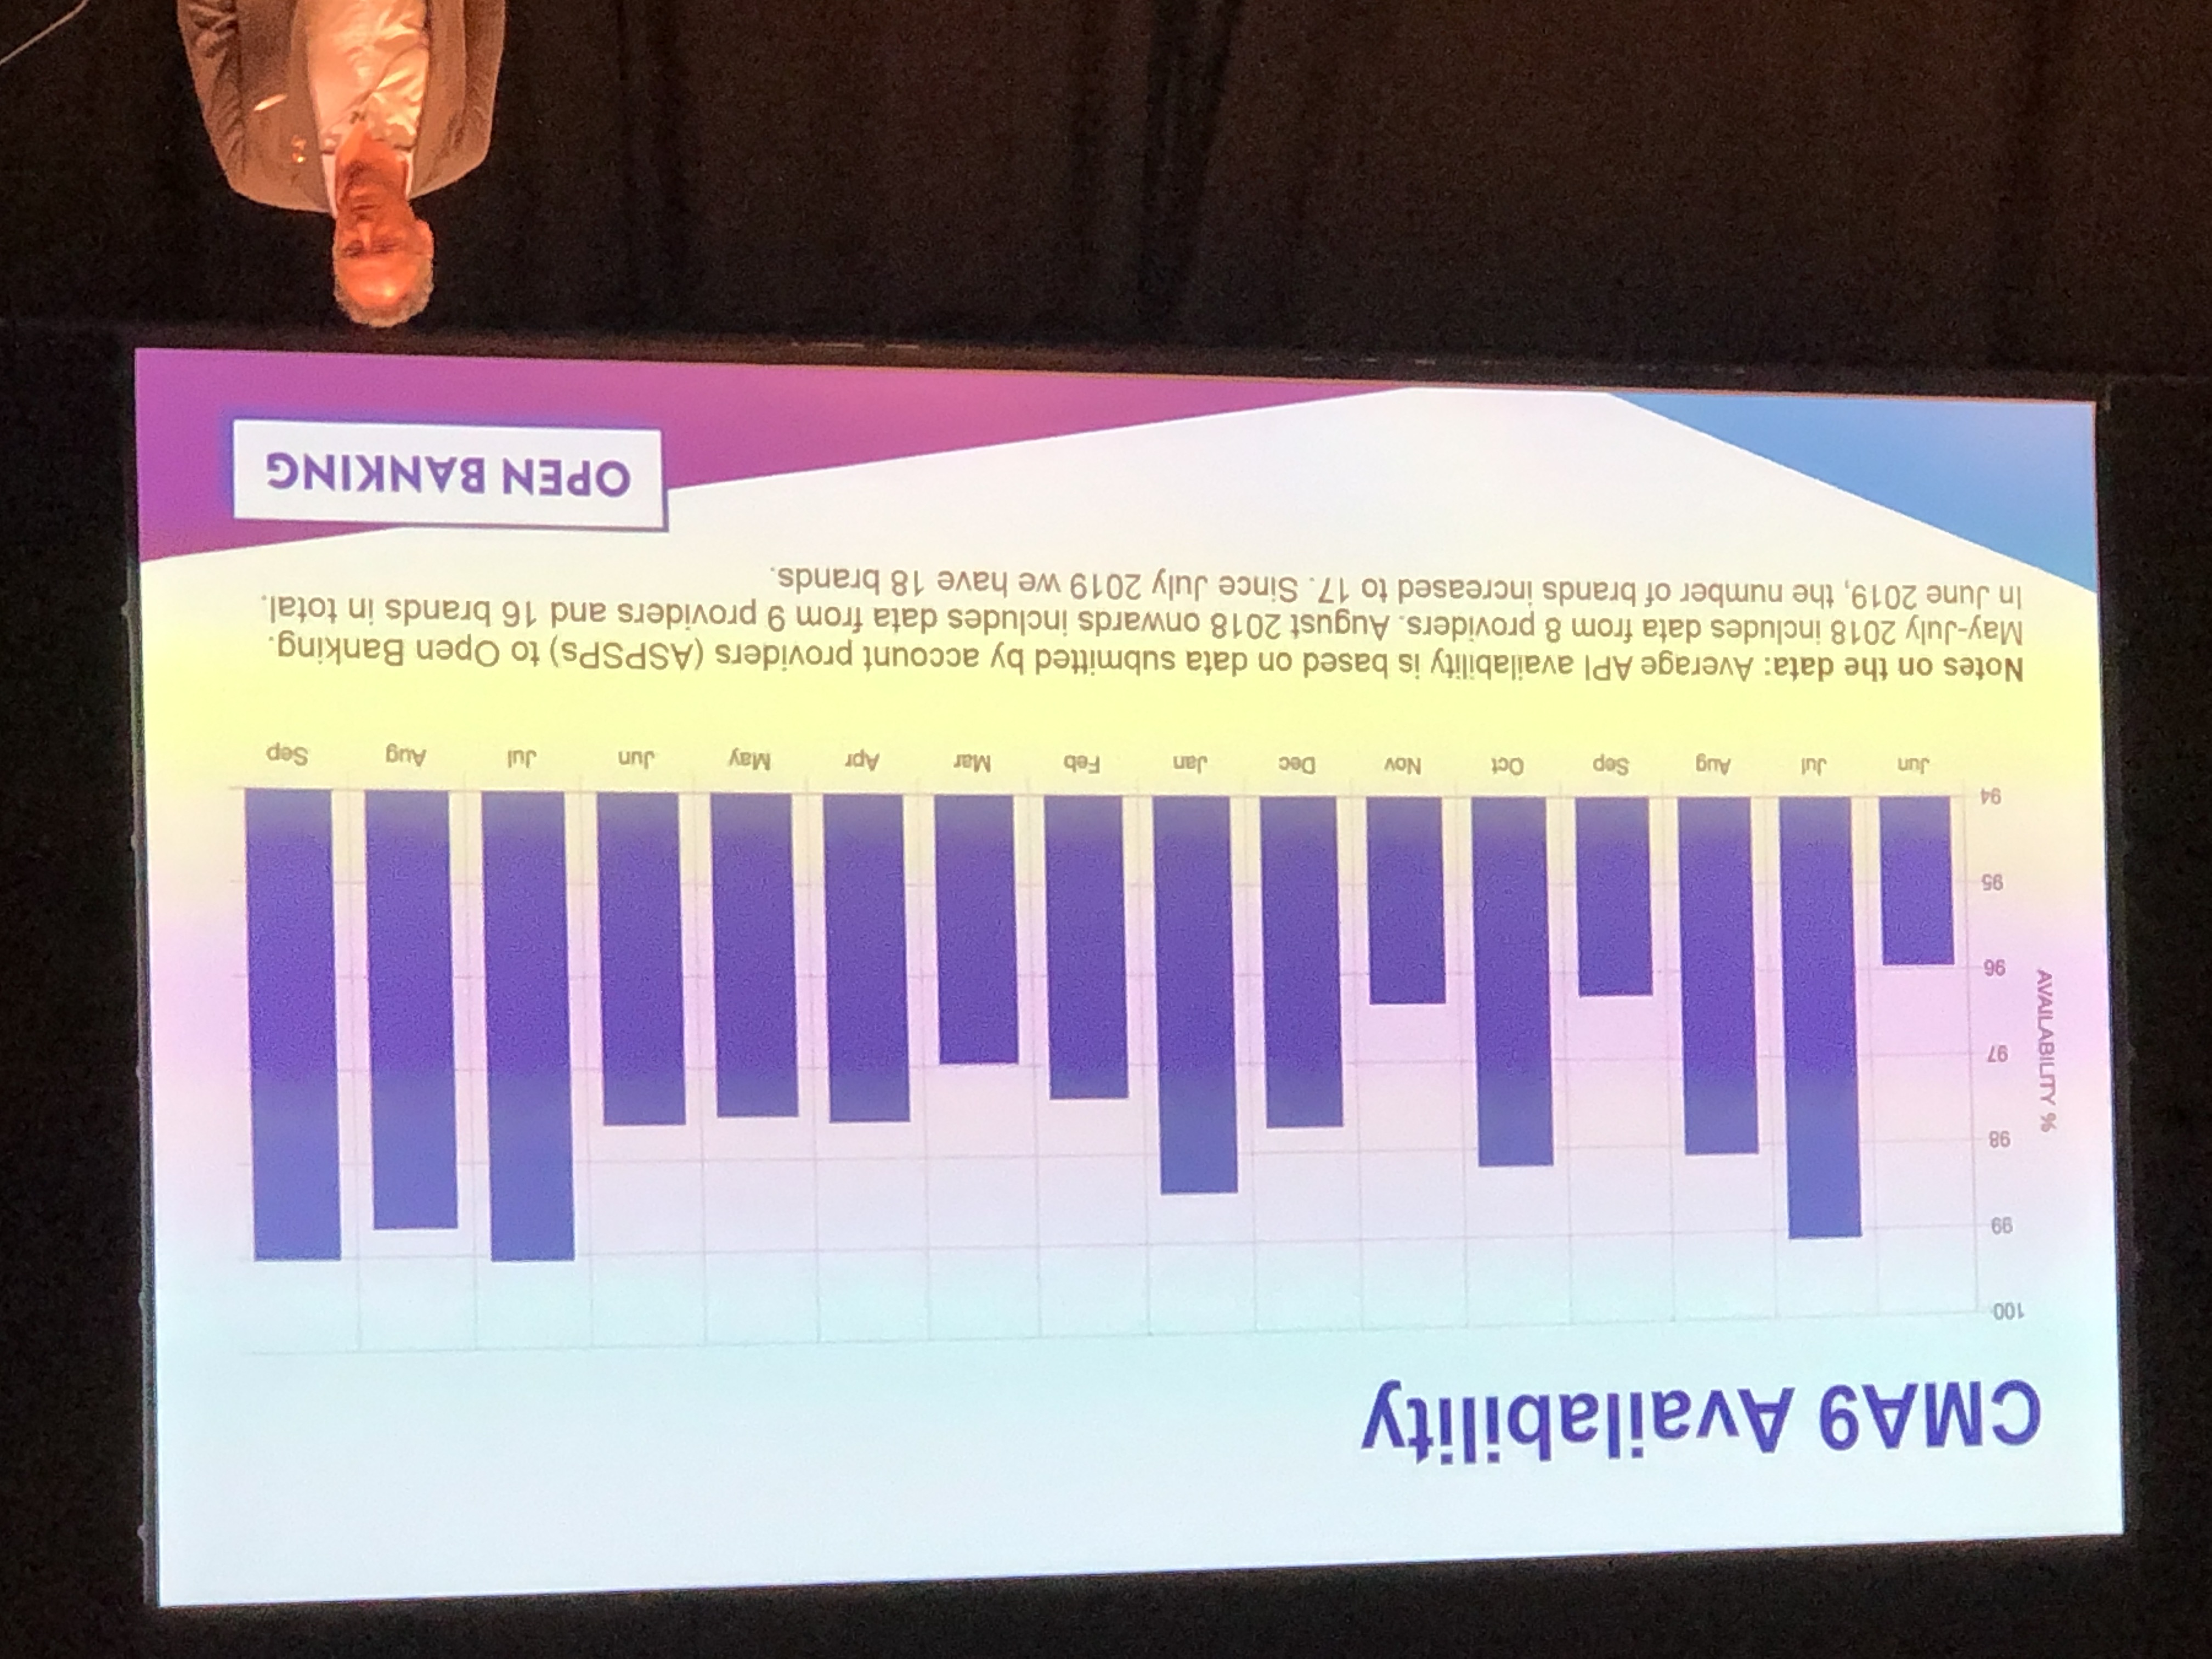 CMA9 Availability
100
99
98
97
96
95
94
AVAILABILITY %
Jun Jul Aug Sep Oct Nov Dec Jan Feb Mar Apr May Jun Jul Aug Sep
Notes on the data: Average API availability is based on data submitted by account providers (ASPSPs) to Open Banking.
May-July 2018 includes data from 8 providers. August 2018 onwards includes data from 9 providers and 16 brands in total.
In June 2019, the number of brands increased to 17. Since July 2019 we have 18 brands.
OPEN BANKING